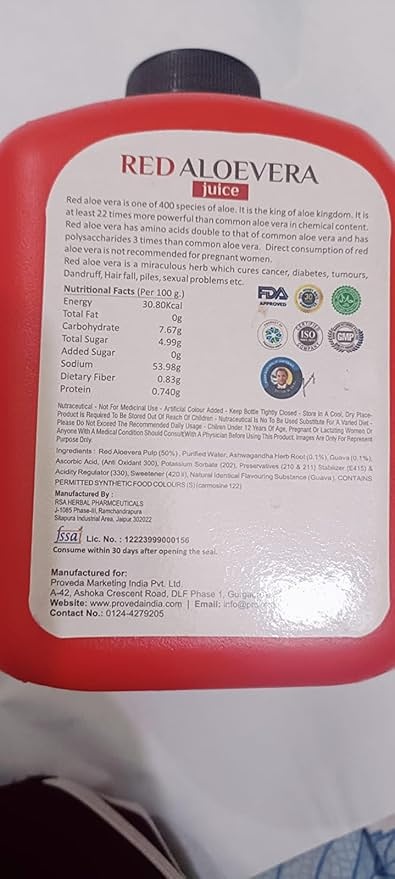 RED ALOEVERA
juice
Red aloe vera is one of 400 species of aloe. It is the king of aloe kingdom. It is
at least 22 times more powerful than common aloe vera in chemical content.
Red aloe vera has amino acids double to that of common aloe vera and has
polysaccharides 3 times than common aloe vera. Direct consumption of red
aloe vera is not recommended for pregnant women.
Red aloe vera is a miraculous herb which cures cancer, diabetes, tumours,
Dandruff, Hair fall, piles, sexual problems etc.
Nutritional Facts (Per 100 g.)
Energy 30.80Kcal
Total Fat 0g
Carbohydrate 7.67g
Total Sugar 4.99g
Added Sugar 0g
Sodium 53.98g
Dietary Fiber 0.83g
Protein 0.740g
FDA
APPROVED
30
CERTIFIED
ISO
COMPANY
GMP
Nutraceutical - Not For Medicinal Use - Artificial Colour Added - Keep Bottle Tightly Closed - Store In A Cool, Dry Place-
Product Is Required To Be Stored Out Of Reach Of Children - Nutraceutical Is No To Be Used Substitute For A Varied Diet -
Please Do Not Exceed The Recommended Daily Usage - Chilren Under 12 Years Of Age, Pregnant Or Lactating Women Or
Anyone With A Medical Condition Should Consult With A Physician Before Using This Product. Images Are Only For Represent
Purpose Only.
Ingredients : Red Aloevera Pulp (50%) , Purified Water, Ashwagandha Herb Root (0.1%), Guava (0.1%),
Ascorbic Acid, (Anti Oxidant 300), Potassium Sorbate (202), Preservatives (210 & 211) Stabilizer (E415) &
Acidity Regulator (330), Sweetener (420 ii), Natural Identical Flavouring Substance (Guava), CONTAINS
PERMITTED SYNTHETIC FOOD COLOURS (S) (carmosine 122)
Manufactured By :
RSA HERBAL PHARMCEUTICALS
J-1085 Phase-III, Ramchandrapura
Sitapura Industrial Area, Jaipur 302022
fssai Lic. No. : 12223999000156
Consume within 30 days after opening the seal.
Manufactured for:
Proveda Marketing India Pvt. Ltd.
A-42, Ashoka Crescent Road, DLF Phase 1,
Website: www.provedaindia.com | Email:
Contact No.: 0124-4279205